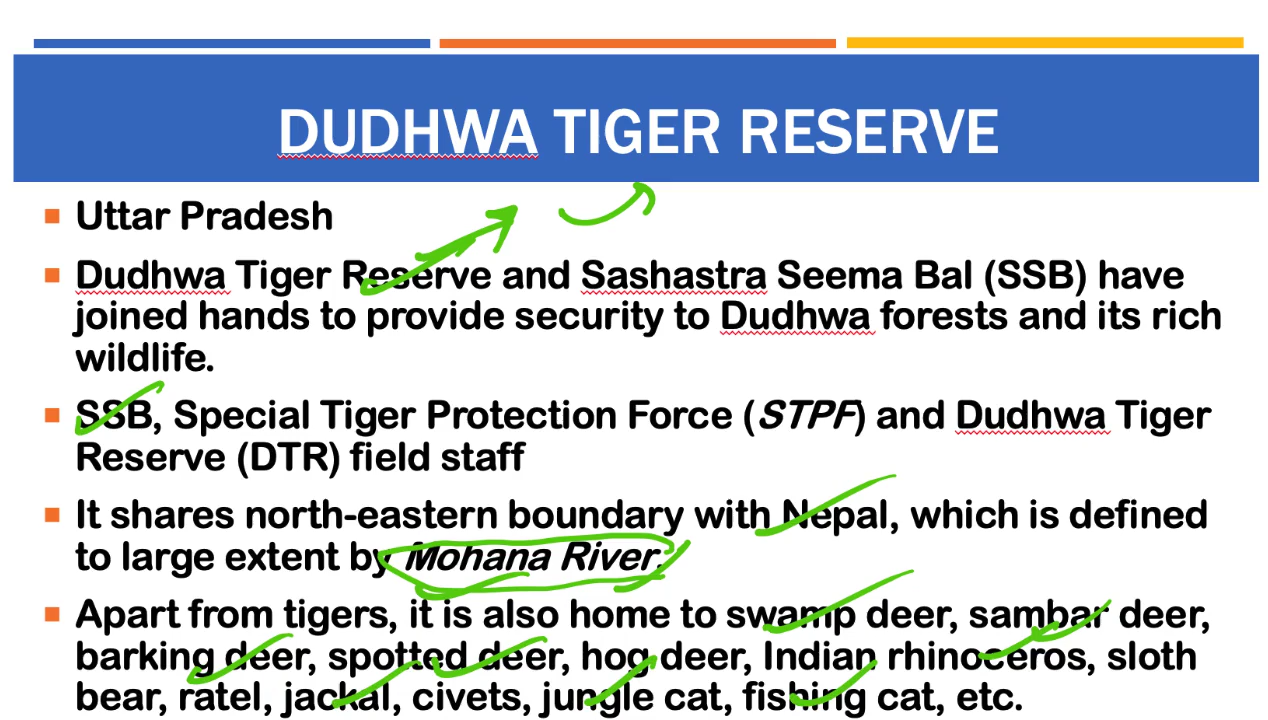 DUDHWA TIGER RESERVE
Uttar Pradesh
Dudhwa Tiger Reserve and Sashastra Seema Bal (SSB) have
joined hands to provide security to Dudhwa forests and its rich
wildlife.
SSB, Special Tiger Protection Force (STPF) and Dudhwa Tiger
Reserve (DTR) field staff
It shares north-eastern boundary with Nepal, which is defined
to large extent by Mohana River.
Apart from tigers, it is also home to swamp deer, sambar deer,
barking deer, spotted deer, hog deer, Indian rhinoceros, sloth
bear, ratel, jackal, civets, jungle cat, fishing cat, etc.